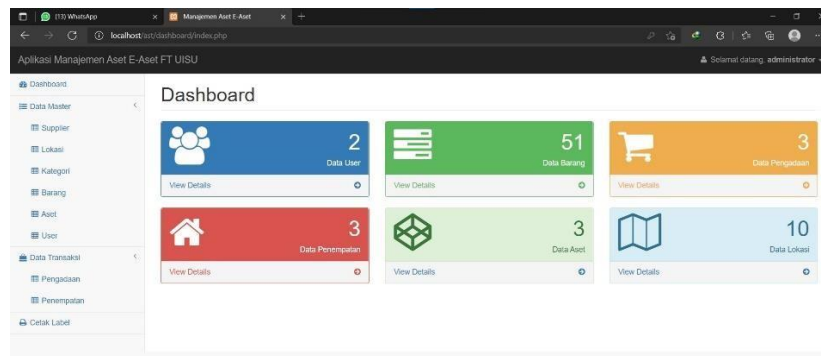 (13) WhatsApp
Manajemen Aset E-Aset
localhost/ast/dashboard/index.php
Aplikasi Manajemen Aset E-Aset FT UISU
Selamat datang, administrator
Dashboard
Data Master
Supplier
Lokasi
Kategori
Barang
Aset
User
Data Transaksi
Pengadaan
Penempatan
Cetak Label
Dashboard
2
Data User
View Details
51
Data Barang
View Details
3
Data Pengadaan
View Details
3
Data Penempatan
View Details
3
Data Aset
View Details
10
Data Lokasi
View Details